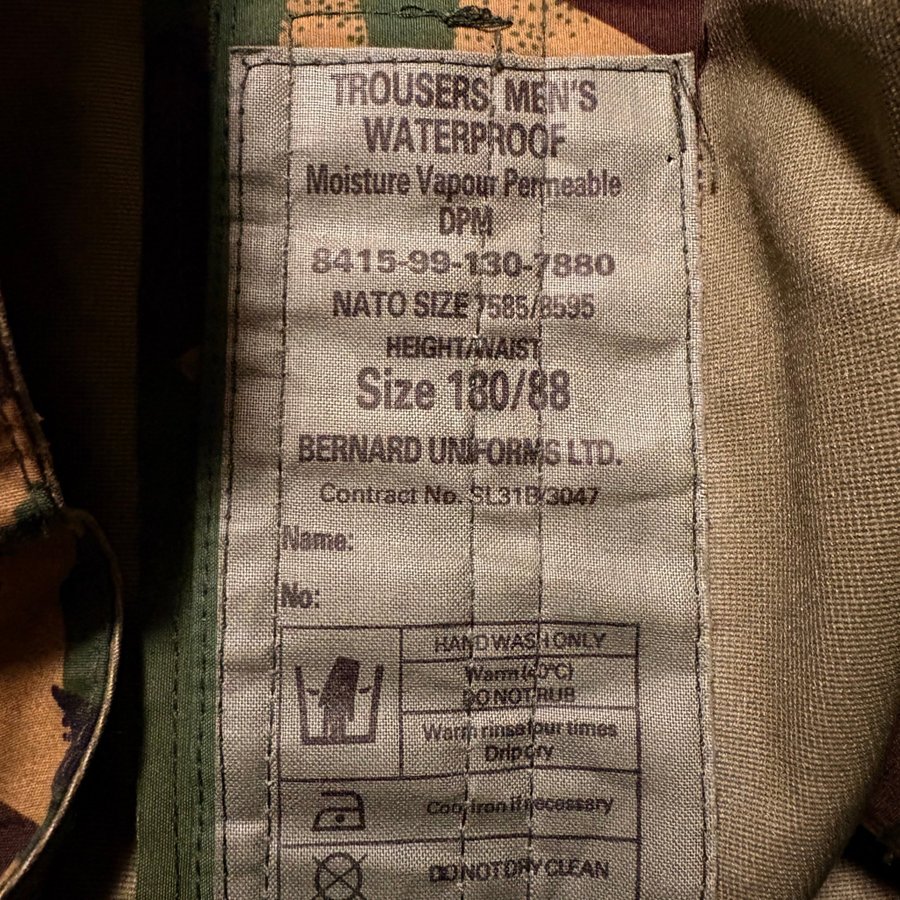 TROUSERS, MEN'S
WATERPROOF
Moisture Vapour Permeable
DPM
8415-99-130-7880
NATO SIZE 7585/8595
HEIGHT/WAIST
Size 180/88
BERNARD UNIFORMS LTD.
Contract No. SL31B/3047
Name:
No:
HAND WASH ONLY
Warm (40°C)
DO NOT RUB
Warm rinse four times
Drip dry
Cool Iron if necessary
DO NOT DRY CLEAN